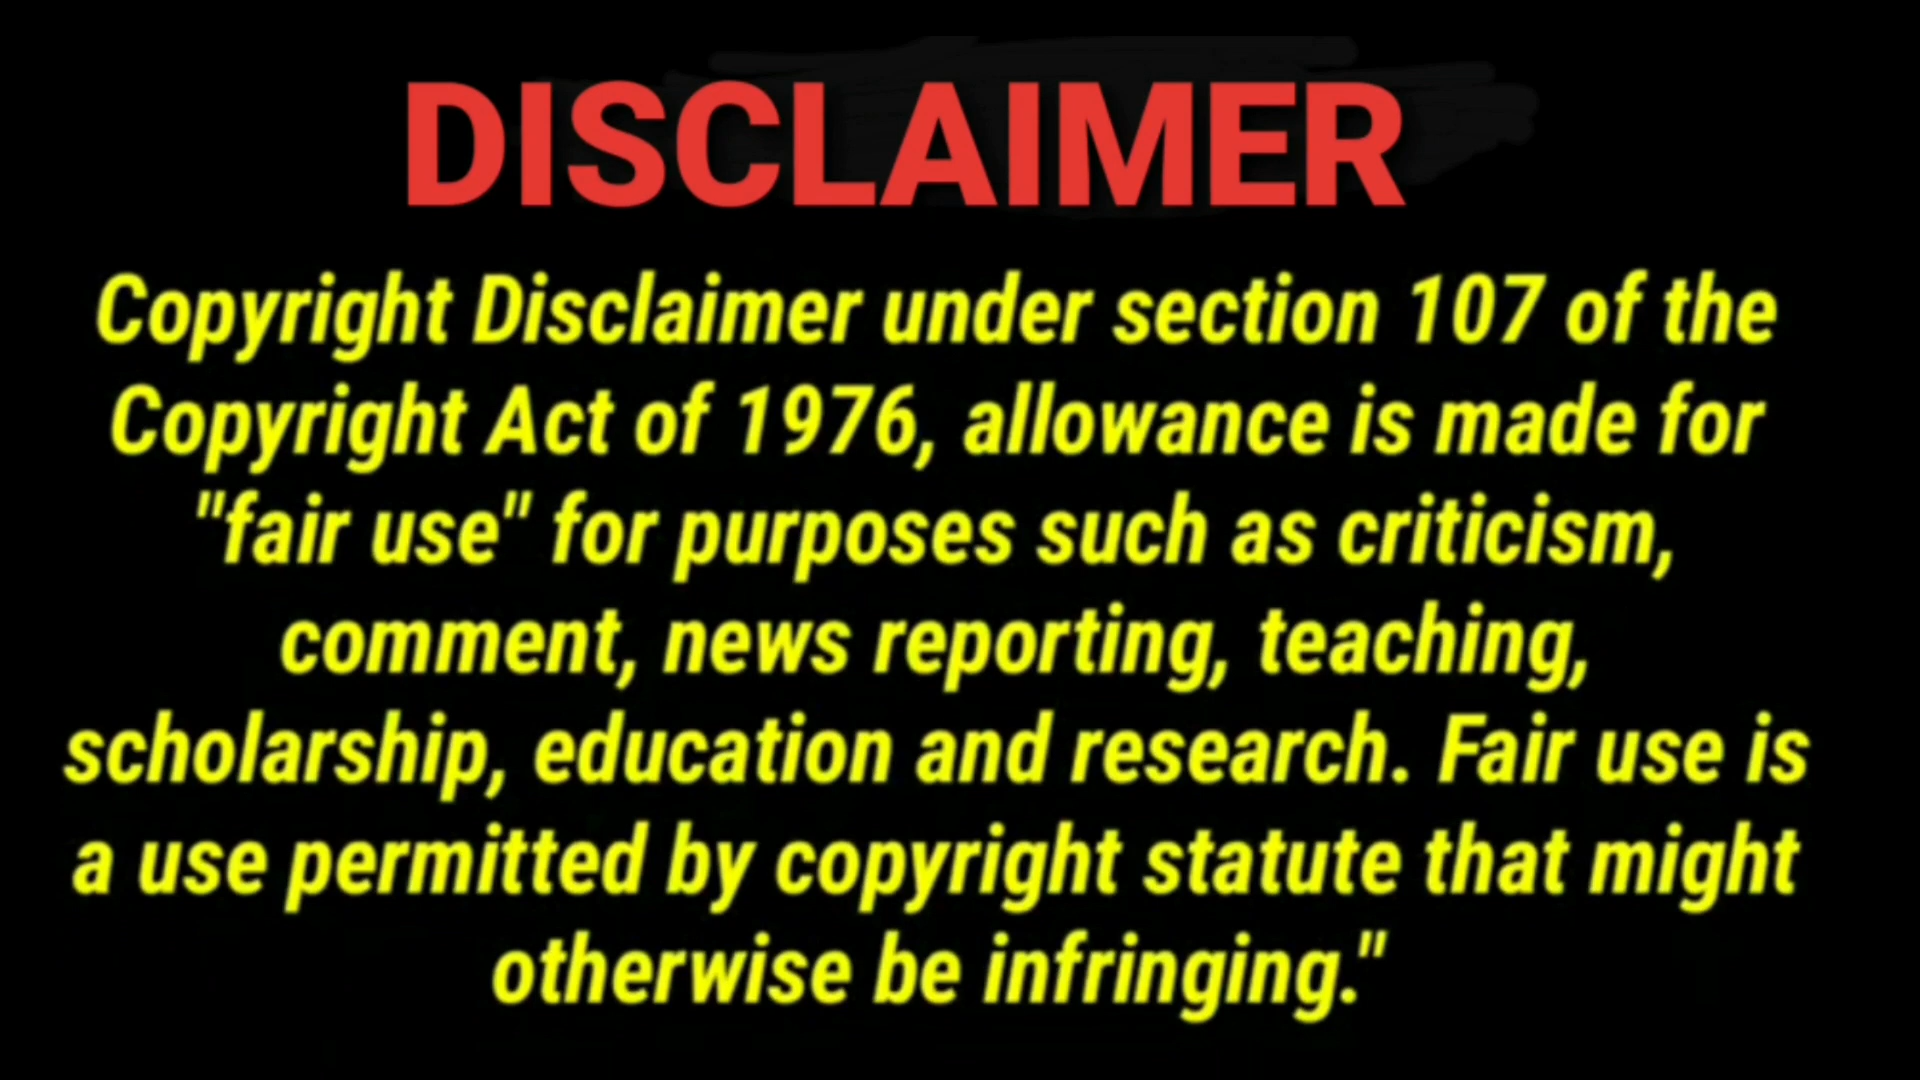 DISCLAIMER
Copyright Disclaimer under section 107 of the
Copyright Act of 1976, allowance is made for
"fair use" for purposes such as criticism,
comment, news reporting, teaching,
scholarship, education and research. Fair use is
a use permitted by copyright statute that might
otherwise be infringing."